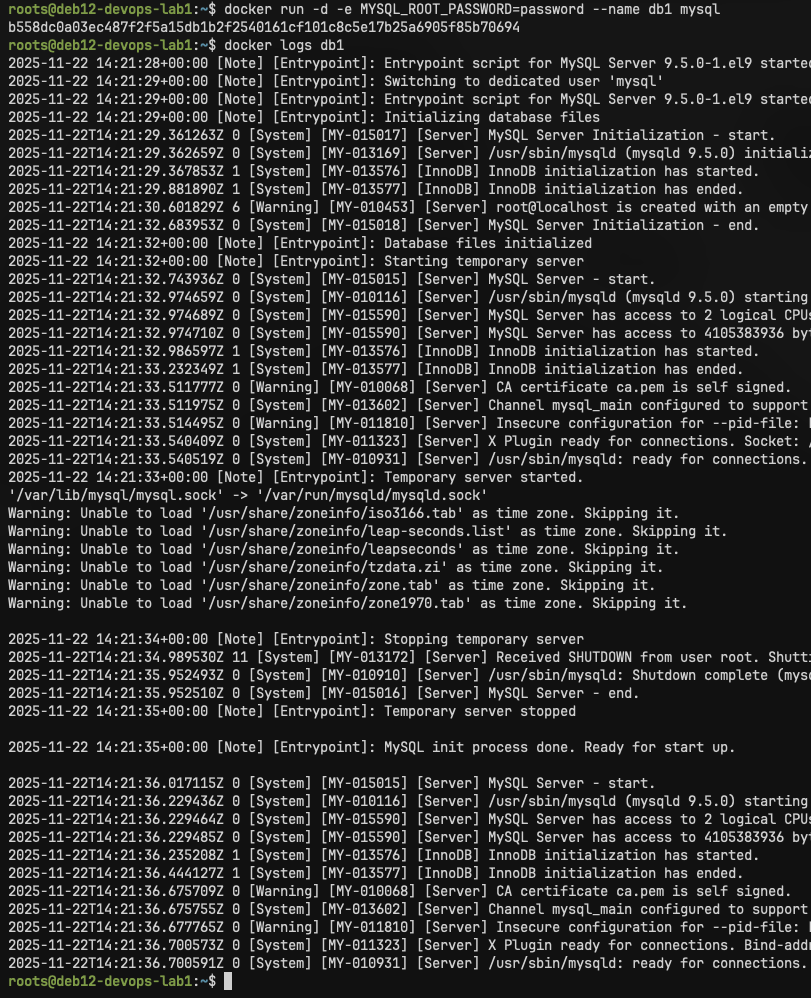 roots@deb12-devops-lab1:~$ docker run -d -e MYSQL_ROOT_PASSWORD=password --name db1 mysql
b558dc0a03ec487f2f5a15db1b2f2540161cf101c8c5e17b25a6905f85b70694
roots@deb12-devops-lab1:~$ docker logs db1
2025-11-22 14:21:28+00:00 [Note] [Entrypoint]: Entrypoint script for MySQL Server 9.5.0-1.el9 starte
2025-11-22 14:21:29+00:00 [Note] [Entrypoint]: Switching to dedicated user 'mysql'
2025-11-22 14:21:29+00:00 [Note] [Entrypoint]: Entrypoint script for MySQL Server 9.5.0-1.el9 starte
2025-11-22 14:21:29+00:00 [Note] [Entrypoint]: Initializing database files
2025-11-22T14:21:29.361263Z 0 [System] [MY-015017] [Server] MySQL Server Initialization - start.
2025-11-22T14:21:29.362659Z 0 [System] [MY-013169] [Server] /usr/sbin/mysqld (mysqld 9.5.0) initiali
2025-11-22T14:21:29.367853Z 1 [System] [MY-013576] [InnoDB] InnoDB initialization has started.
2025-11-22T14:21:29.881890Z 1 [System] [MY-013577] [InnoDB] InnoDB initialization has ended.
2025-11-22T14:21:30.601829Z 6 [Warning] [MY-010453] [Server] root@localhost is created with an empty
2025-11-22T14:21:32.683953Z 0 [System] [MY-015018] [Server] MySQL Server Initialization - end.
2025-11-22 14:21:32+00:00 [Note] [Entrypoint]: Database files initialized
2025-11-22 14:21:32+00:00 [Note] [Entrypoint]: Starting temporary server
2025-11-22T14:21:32.743936Z 0 [System] [MY-015015] [Server] MySQL Server - start.
2025-11-22T14:21:32.974659Z 0 [System] [MY-010116] [Server] /usr/sbin/mysqld (mysqld 9.5.0) starting
2025-11-22T14:21:32.974689Z 0 [System] [MY-015590] [Server] MySQL Server has access to 2 logical CPUs
2025-11-22T14:21:32.974710Z 0 [System] [MY-015590] [Server] MySQL Server has access to 4105383936 byt
2025-11-22T14:21:32.986597Z 1 [System] [MY-013576] [InnoDB] InnoDB initialization has started.
2025-11-22T14:21:33.232349Z 1 [System] [MY-013577] [InnoDB] InnoDB initialization has ended.
2025-11-22T14:21:33.511777Z 0 [Warning] [MY-010068] [Server] CA certificate ca.pem is self signed.
2025-11-22T14:21:33.511975Z 0 [System] [MY-013602] [Server] Channel mysql_main configured to support
2025-11-22T14:21:33.514495Z 0 [Warning] [MY-011810] [Server] Insecure configuration for --pid-file:
2025-11-22T14:21:33.540409Z 0 [System] [MY-011323] [Server] X Plugin ready for connections. Socket: /
2025-11-22T14:21:33.540519Z 0 [System] [MY-010931] [Server] /usr/sbin/mysqld: ready for connections.
2025-11-22 14:21:33+00:00 [Note] [Entrypoint]: Temporary server started.
'/var/lib/mysql/mysql.sock' -> '/var/run/mysqld/mysqld.sock'
Warning: Unable to load '/usr/share/zoneinfo/iso3166.tab' as time zone. Skipping it.
Warning: Unable to load '/usr/share/zoneinfo/leap-seconds.list' as time zone. Skipping it.
Warning: Unable to load '/usr/share/zoneinfo/leapseconds' as time zone. Skipping it.
Warning: Unable to load '/usr/share/zoneinfo/tzdata.zi' as time zone. Skipping it.
Warning: Unable to load '/usr/share/zoneinfo/zone.tab' as time zone. Skipping it.
Warning: Unable to load '/usr/share/zoneinfo/zone1970.tab' as time zone. Skipping it.
2025-11-22 14:21:34+00:00 [Note] [Entrypoint]: Stopping temporary server
2025-11-22T14:21:34.989530Z 11 [System] [MY-013172] [Server] Received SHUTDOWN from user root. Shutti
2025-11-22T14:21:35.952493Z 0 [System] [MY-010910] [Server] /usr/sbin/mysqld: Shutdown complete (mysq
2025-11-22T14:21:35.952510Z 0 [System] [MY-015016] [Server] MySQL Server - end.
2025-11-22 14:21:35+00:00 [Note] [Entrypoint]: Temporary server stopped
2025-11-22 14:21:35+00:00 [Note] [Entrypoint]: MySQL init process done. Ready for start up.
2025-11-22T14:21:36.017115Z 0 [System] [MY-015015] [Server] MySQL Server - start.
2025-11-22T14:21:36.229436Z 0 [System] [MY-010116] [Server] /usr/sbin/mysqld (mysqld 9.5.0) starting
2025-11-22T14:21:36.229464Z 0 [System] [MY-015590] [Server] MySQL Server has access to 2 logical CPUs
2025-11-22T14:21:36.229485Z 0 [System] [MY-015590] [Server] MySQL Server has access to 4105383936 byt
2025-11-22T14:21:36.235208Z 1 [System] [MY-013576] [InnoDB] InnoDB initialization has started.
2025-11-22T14:21:36.444127Z 1 [System] [MY-013577] [InnoDB] InnoDB initialization has ended.
2025-11-22T14:21:36.675709Z 0 [Warning] [MY-010068] [Server] CA certificate ca.pem is self signed.
2025-11-22T14:21:36.675755Z 0 [System] [MY-013602] [Server] Channel mysql_main configured to support
2025-11-22T14:21:36.677765Z 0 [Warning] [MY-011810] [Server] Insecure configuration for --pid-file:
2025-11-22T14:21:36.700573Z 0 [System] [MY-011323] [Server] X Plugin ready for connections. Bind-add
2025-11-22T14:21:36.700591Z 0 [System] [MY-010931] [Server] /usr/sbin/mysqld: ready for connections.
roots@deb12-devops-lab1:~$